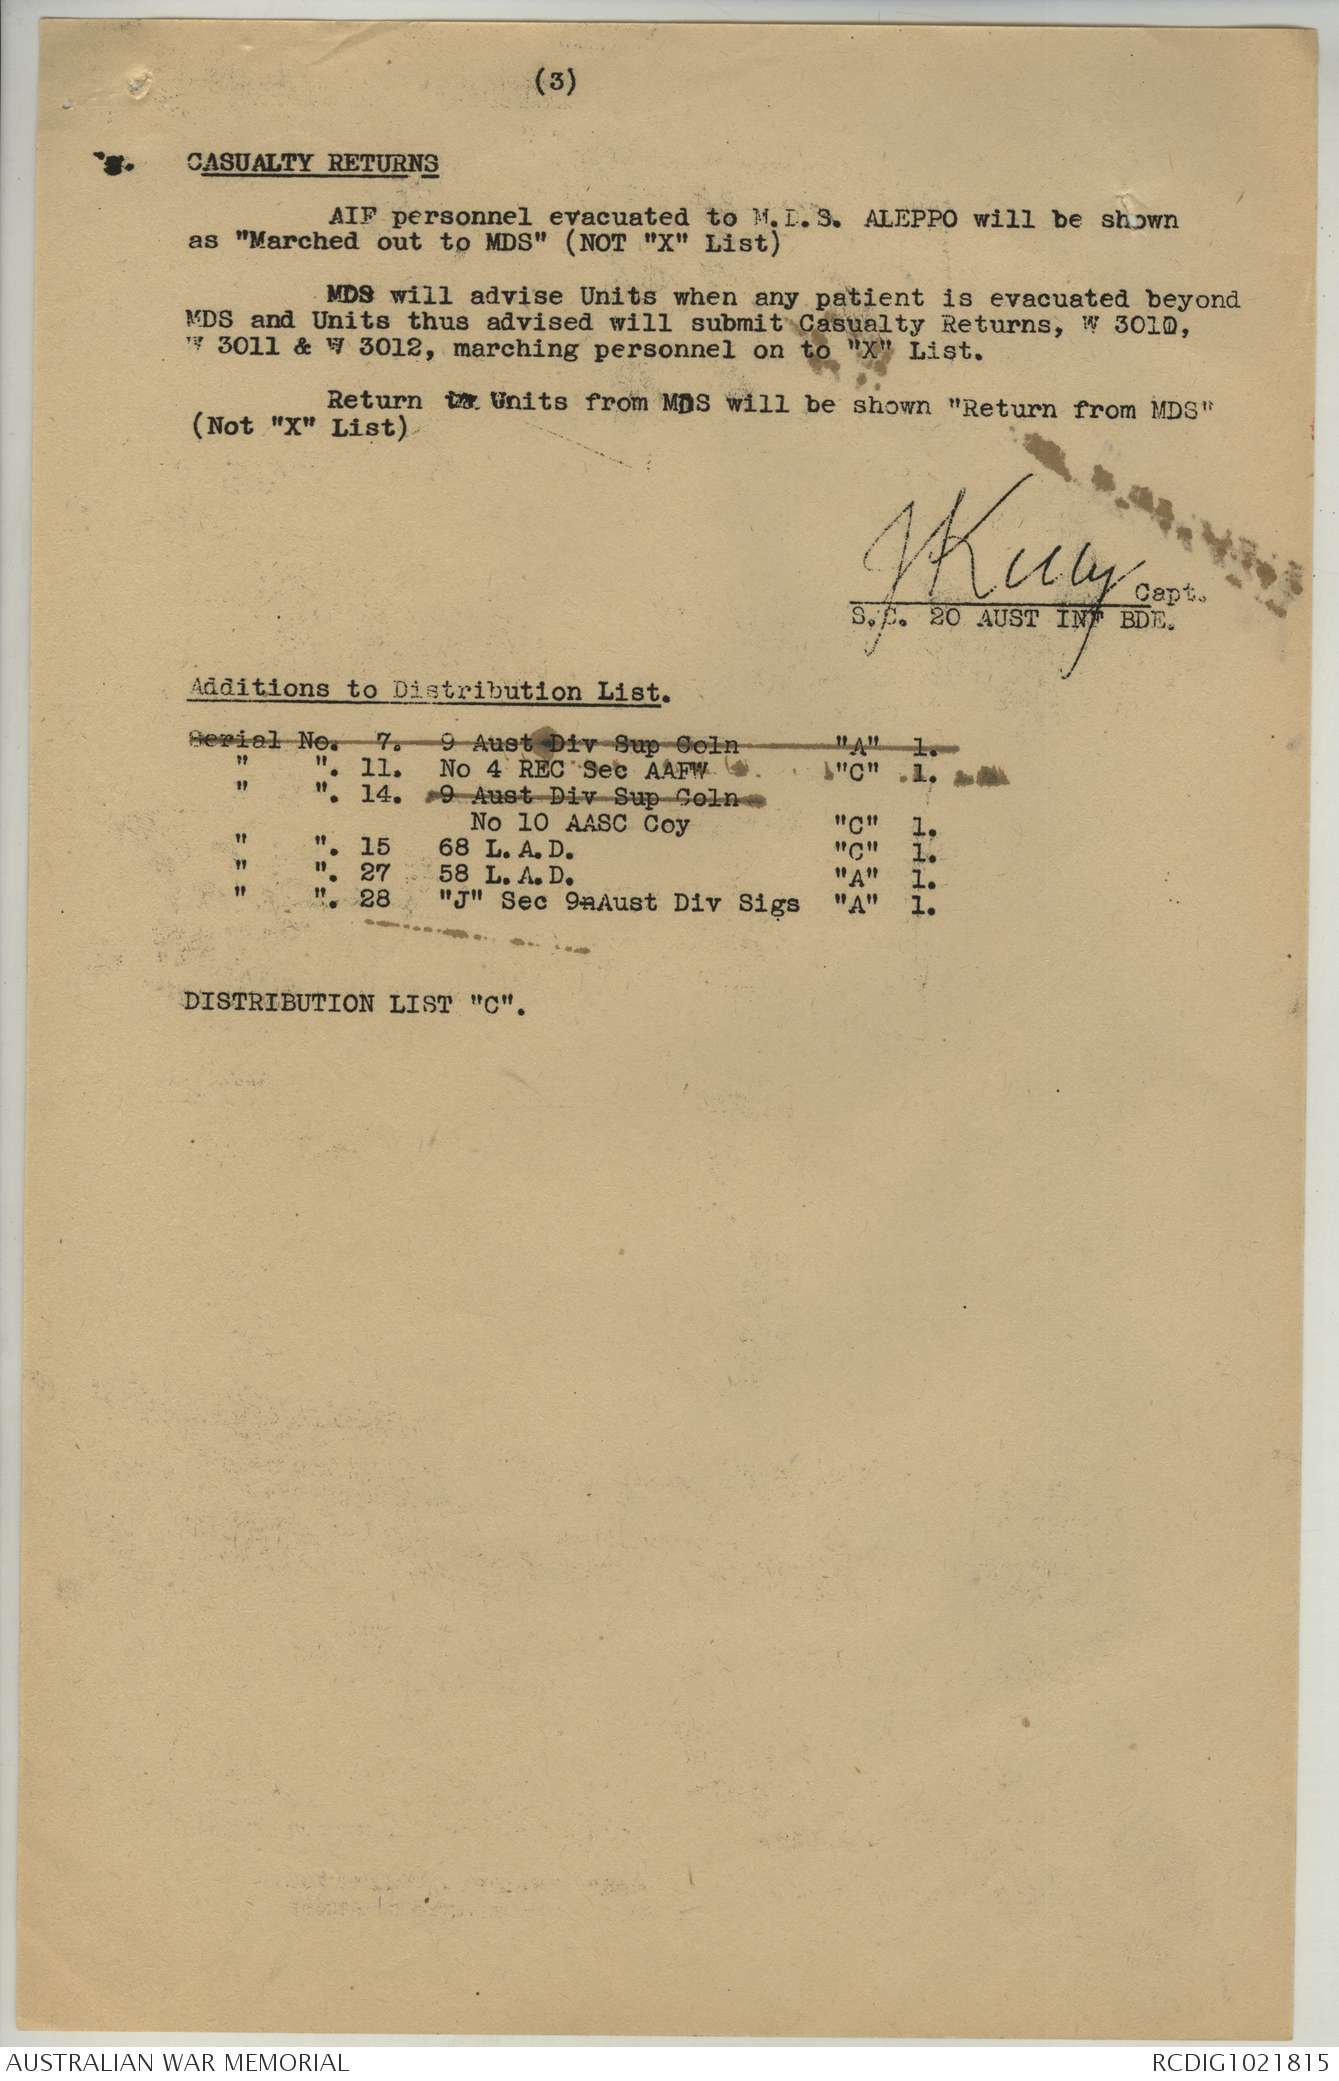 (3)
CASUALTY RETURNS
AIF personnel evacuated to M.D.S. ALEPPO will be shown
as "Marched out to MDS" (NOT "X" List)
MDS will advise Units when any patient is evacuated beyond
MDS and Units thus advised will submit Casualty Returns, W 3010,
W 3011 & W 3012, marching personnel on to "X" List.
Return to Units from MDS will be shown "Return from MDS"
(Not "X" List)
JKelly Capt.
S.C. 20 AUST INF BDE.
Additions to Distribution List.
Serial No. 7. 9 Aust Div Sup Coln "A" 1.
" ". 11. No 4 REC Sec AAFW "C" 1.
" ". 14. 9 Aust Div Sup Coln
No 10 AASC Coy "C" 1.
" ". 15 68 L.A.D. "C" 1.
" ". 27 58 L.A.D. "A" 1.
" ". 28 "J" Sec 9 Aust Div Sigs "A" 1.
DISTRIBUTION LIST "C".
AUSTRALIAN WAR MEMORIAL RCDIG1021815